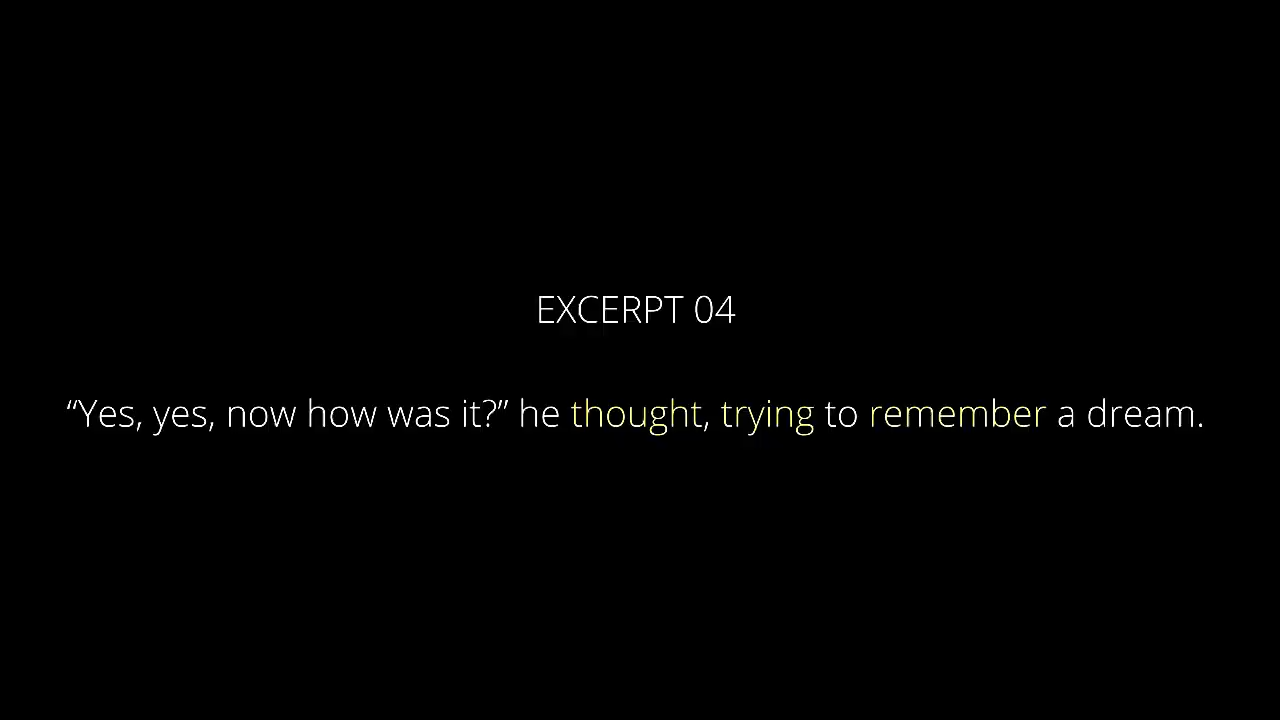 EXCERPT 04
“Yes, yes, now how was it?” he thought, trying to remember a dream.